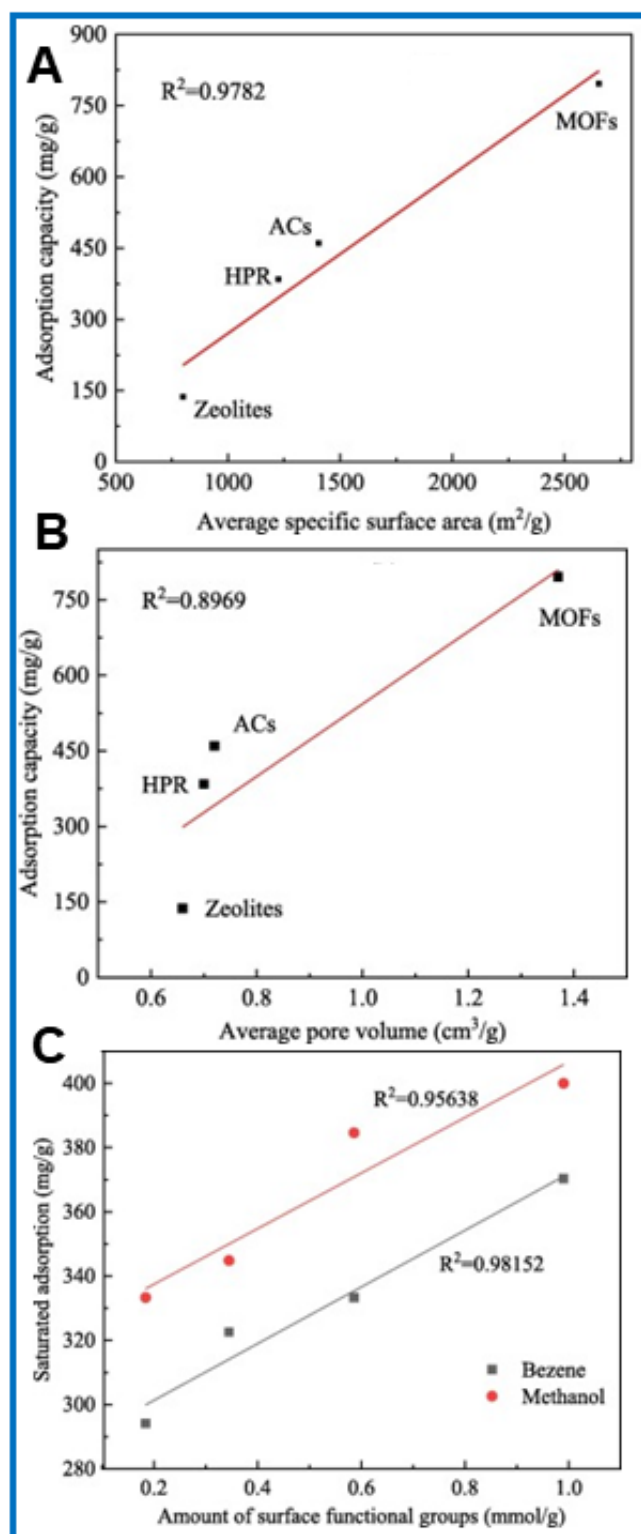 A
R²=0.9782
900
750
600
450
300
150
0
Adsorption capacity (mg/g)
MOFs
ACs
HPR
Zeolites
500 1000 1500 2000 2500
Average specific surface area (m²/g)
B
R²=0.8969
750
600
450
300
150
0
Adsorption capacity (mg/g)
MOFs
ACs
HPR
Zeolites
0.6 0.8 1.0 1.2 1.4
Average pore volume (cm³/g)
C
400
380
360
340
320
300
280
Saturated adsorption (mg/g)
R²=0.95638
R²=0.98152
Bezene
Methanol
0.2 0.4 0.6 0.8 1.0
Amount of surface functional groups (mmol/g)